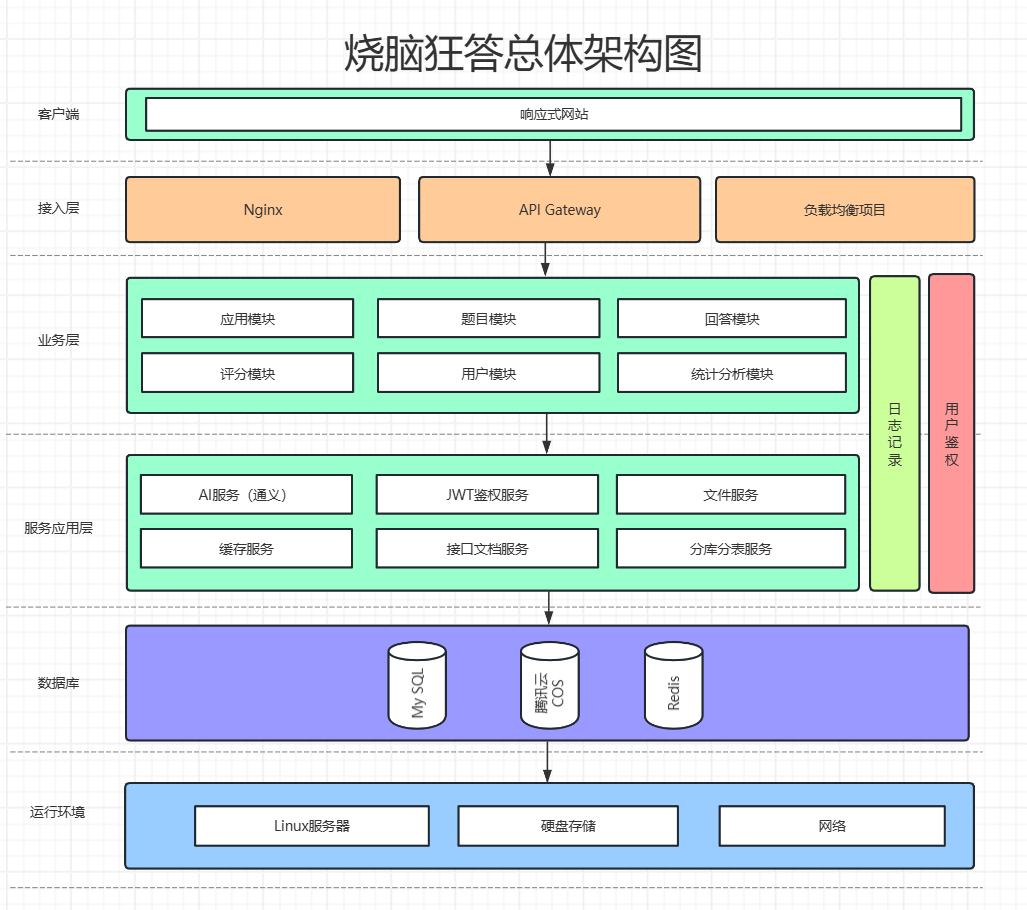 烧脑狂答总体架构图
客户端
响应式网站
接入层
Nginx
API Gateway
负载均衡项目
业务层
应用模块
题目模块
回答模块
评分模块
用户模块
统计分析模块
日志记录
用户鉴权
服务应用层
AI服务（通义）
JWT鉴权服务
文件服务
缓存服务
接口文档服务
分库分表服务
数据库
My SQL
腾讯云
COS
Redis
运行环境
Linux服务器
硬盘存储
网络